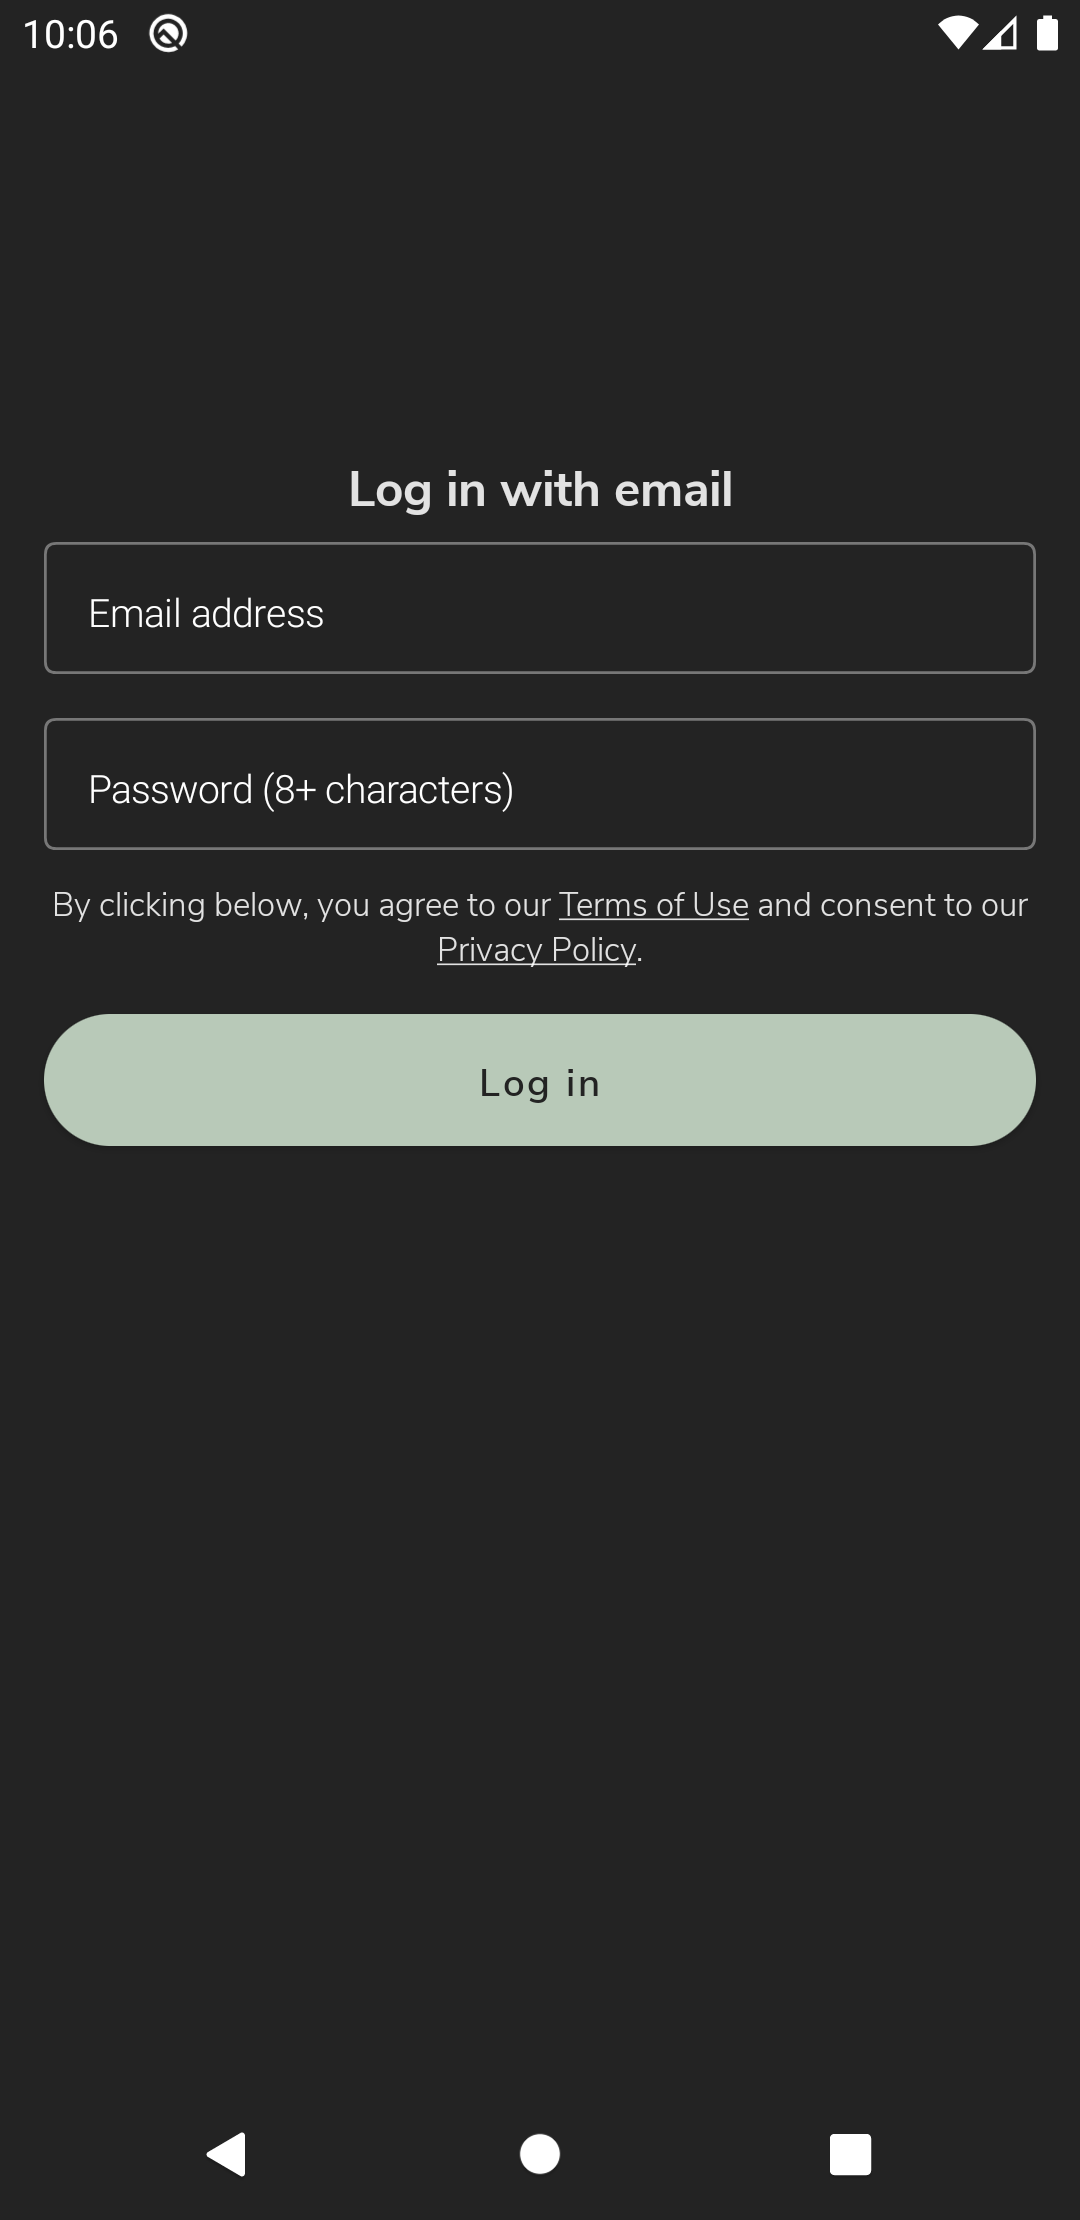 10:06
Log in with email
Email address
Password (8+ characters)
By clicking below, you agree to our Terms of Use and consent to our
Privacy Policy.
Log in